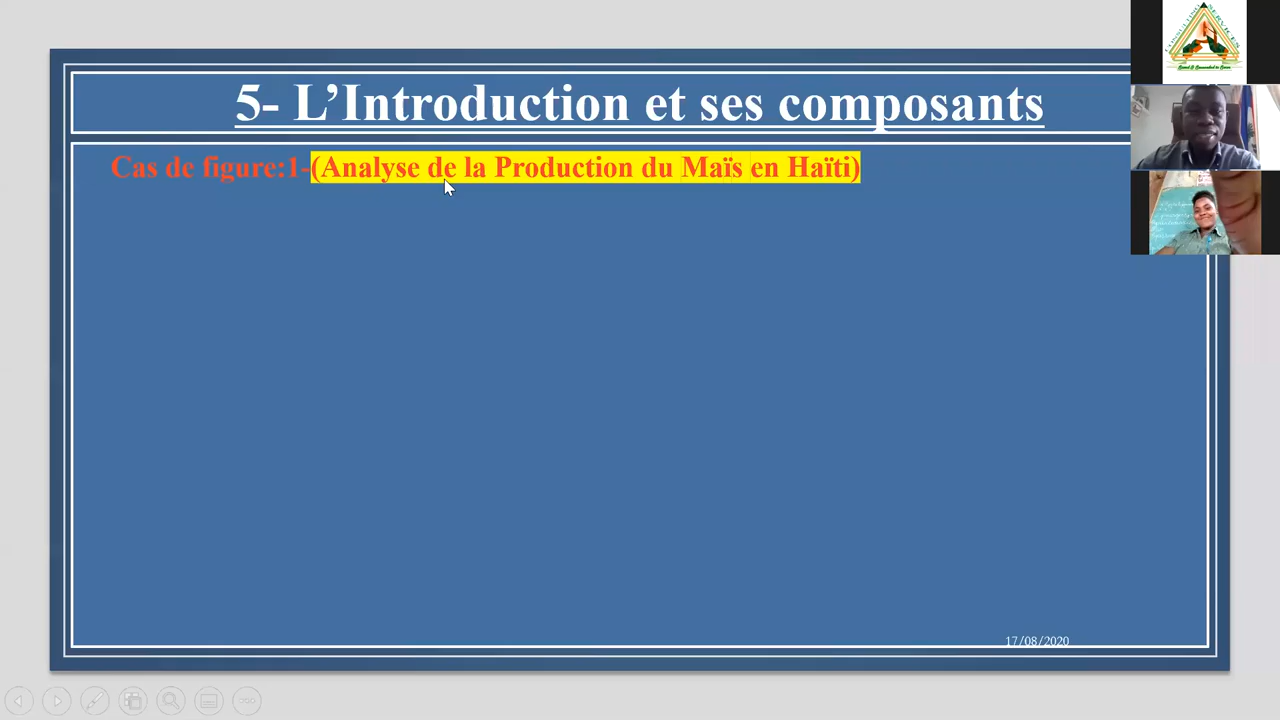 5- L’Introduction et ses composants
Cas de figure:1-(Analyse de la Production du Maïs en Haïti)
17/08/2020